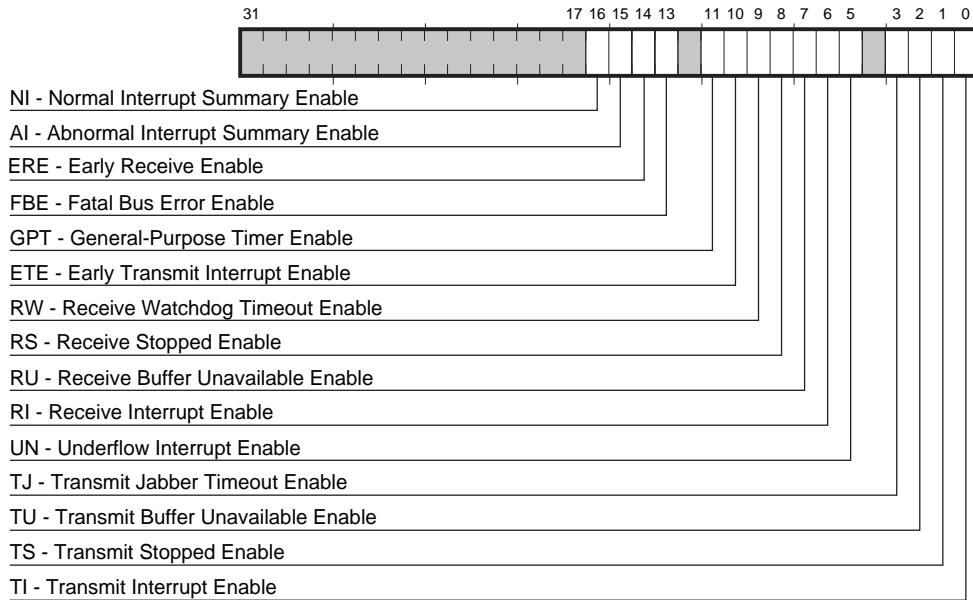 31 17 16 15 14 13 11 10 9 8 7 6 5 3 2 1 0
NI - Normal Interrupt Summary Enable
AI - Abnormal Interrupt Summary Enable
ERE - Early Receive Enable
FBE - Fatal Bus Error Enable
GPT - General-Purpose Timer Enable
ETE - Early Transmit Interrupt Enable
RW - Receive Watchdog Timeout Enable
RS - Receive Stopped Enable
RU - Receive Buffer Unavailable Enable
RI - Receive Interrupt Enable
UN - Underflow Interrupt Enable
TJ - Transmit Jabber Timeout Enable
TU - Transmit Buffer Unavailable Enable
TS - Transmit Stopped Enable
TI - Transmit Interrupt Enable